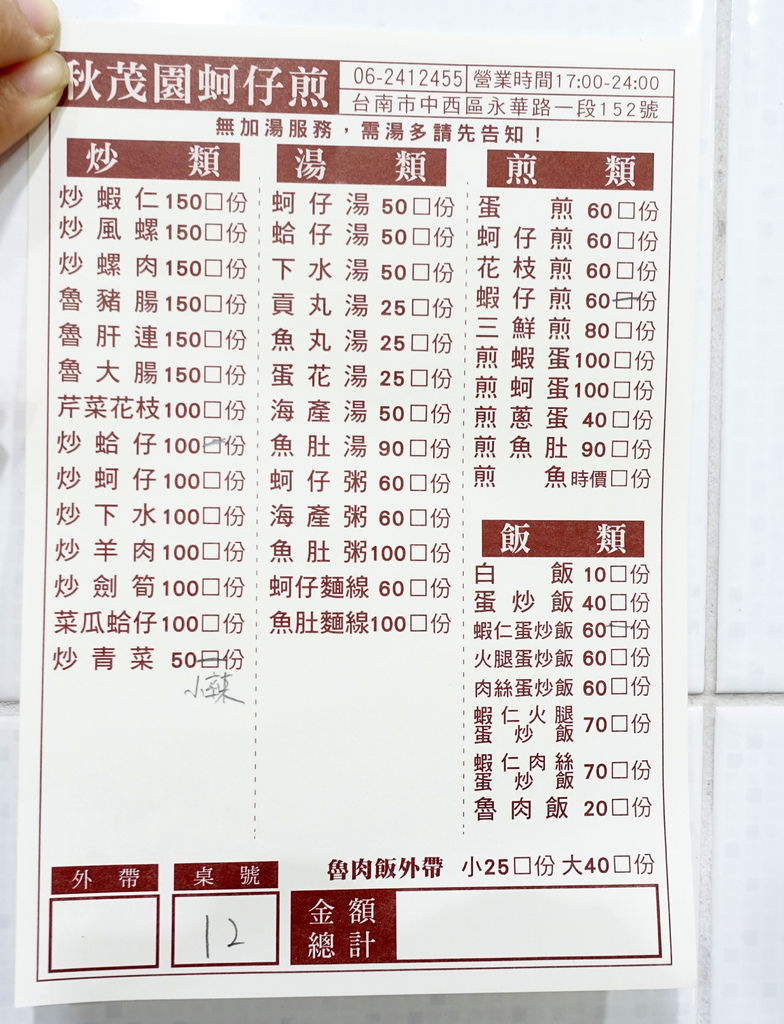 秋茂園蚵仔煎
06-2412455 營業時間17:00-24:00
台南市中西區永華路一段152號
無加湯服務，需湯多請先告知！
炒類
炒蝦仁150□份
炒風螺150□份
炒螺肉150□份
魯豬腸150□份
魯肝連150□份
魯大腸150□份
芹菜花枝100□份
炒蛤仔100□份
炒蚵仔100□份
炒下水100□份
炒羊肉100□份
炒劍筍100□份
菜瓜蛤仔100□份
炒青菜50□份
小辣
湯類
蚵仔湯50□份
蛤仔湯50□份
下水湯50□份
貢丸湯25□份
魚丸湯25□份
蛋花湯25□份
海產湯50□份
魚肚湯90□份
蚵仔粥60□份
海產粥60□份
魚肚粥100□份
蚵仔麵線60□份
魚肚麵線100□份
煎類
蛋煎60□份
蚵仔煎60□份
花枝煎60□份
蝦仔煎60□份
三鮮煎80□份
煎蝦蛋100□份
煎蚵蛋100□份
煎蔥蛋40□份
煎魚肚90□份
煎魚時價□份
飯類
白飯10□份
蛋炒飯40□份
蝦仁蛋炒飯60□份
火腿蛋炒飯60□份
肉絲蛋炒飯60□份
蝦仁火腿
蛋炒飯70□份
蝦仁肉絲
蛋炒飯70□份
魯肉飯20□份
魯肉飯外帶 小25□份 大40□份
外帶
桌號
12
金額
總計